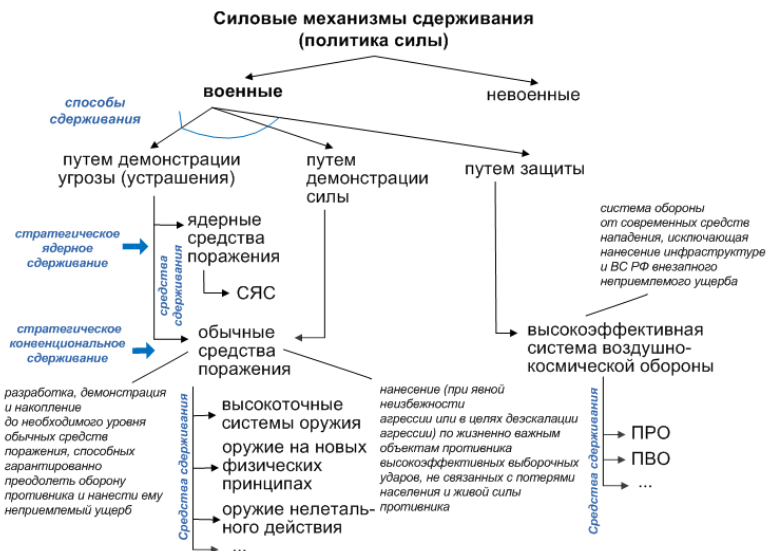 Силовые механизмы сдерживания
(политика силы)
военные
невоенные
способы
сдерживания
путем демонстрации
угрозы (устрашения)
путем
демонстрации
силы
путем защиты
стратегическое
ядерное
сдерживание
ядерные
средства
поражения
средства
сдерживания
СЯС
система обороны
от современных средств
нападения, исключающая
нанесение инфраструктуре
и ВС РФ внезапного
неприемлемого ущерба
стратегическое
конвенциональное
сдерживание
обычные
средства
поражения
высокоэффективная
система воздушно-
космической обороны
разработка, демонстрация
и накопление
до необходимого уровня
обычных средств
поражения, способных
гарантированно
преодолеть оборону
противника и нанести ему
неприемлемый ущерб
Средства сдерживания
высокоточные
системы оружия
оружие на новых
физических
принципах
оружие нелеталь-
ного действия
...
нанесение (при явной
неизбежности
агрессии или в целях деэскалации
агрессии) по жизненно важным
объектам противника
высокоэффективных выборочных
ударов, не связанных с потерями
населения и живой силы
противника
Средства сдерживания
ПРО
ПВО
...